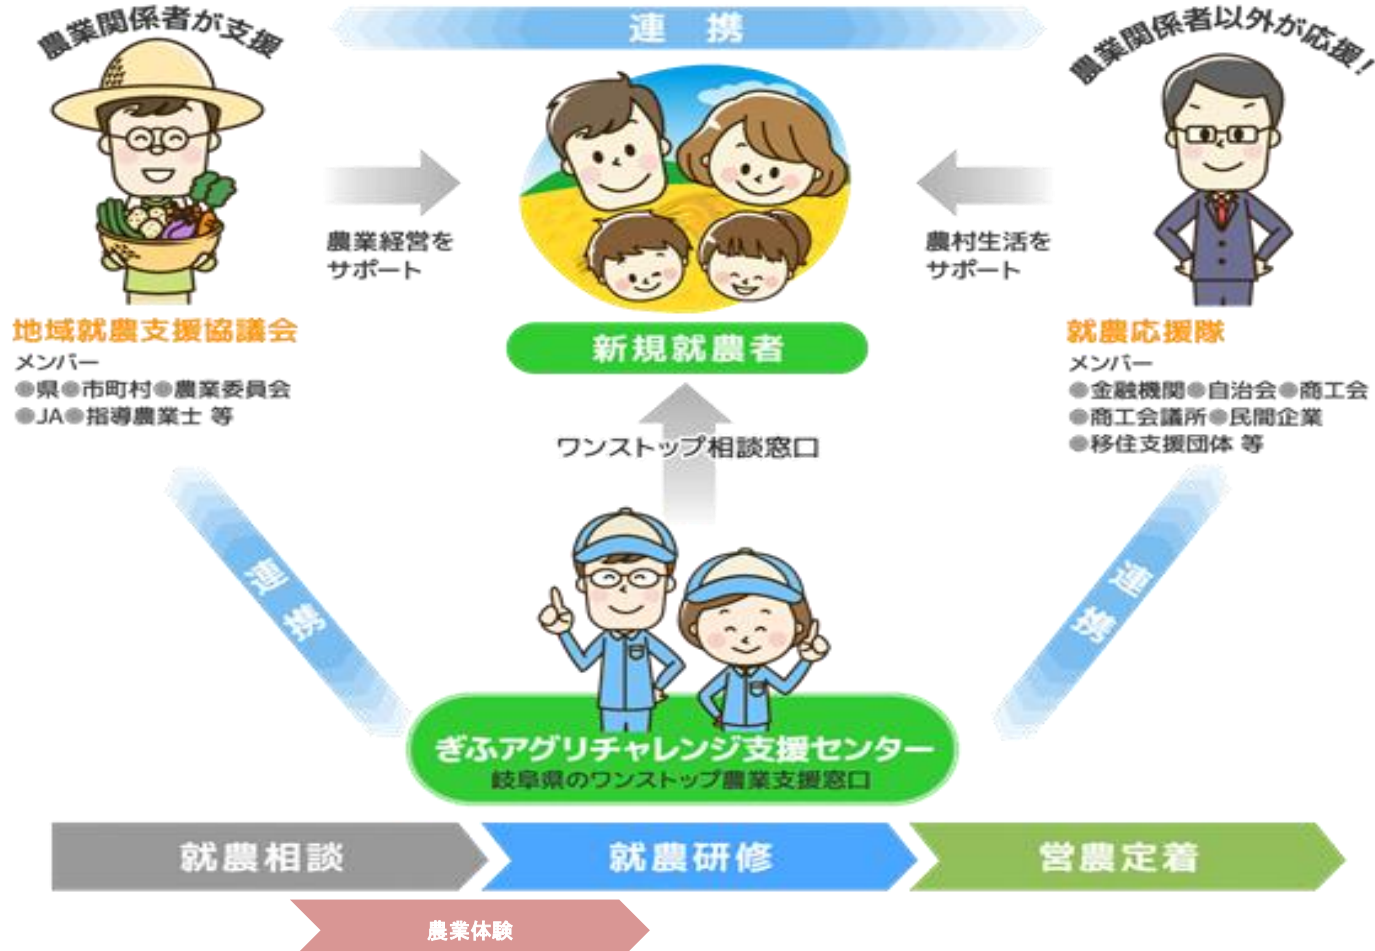 農業関係者が支援
連携
農業関係者以外が応援！
農業経営を
サポート
農村生活を
サポート
地域就農支援協議会
メンバー
●県●市町村●農業委員会
●JA●指導農業士 等
新規就農者
就農応援隊
メンバー
●金融機関●自治会●商工会
●商工会議所●民間企業
●移住支援団体 等
ワンストップ相談窓口
連携
連携
ぎふアグリチャレンジ支援センター
岐阜県のワンストップ農業支援窓口
就農相談
就農研修
営農定着
農業体験